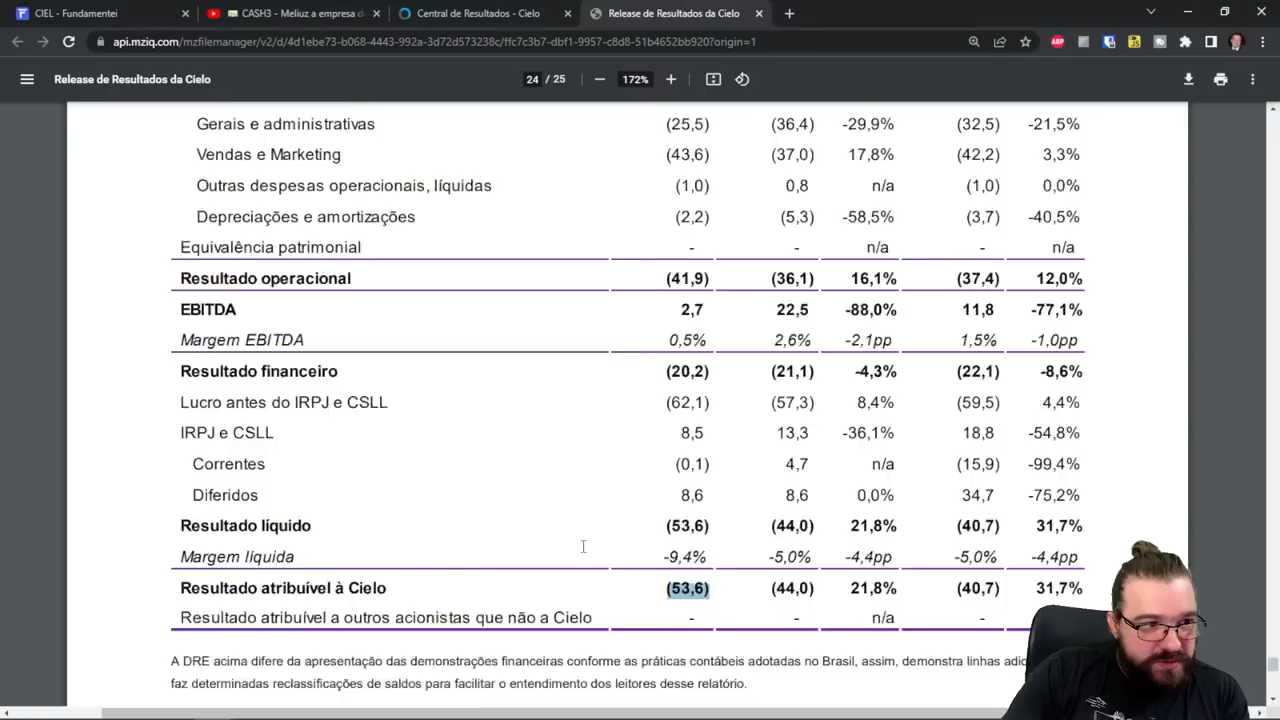 CIEL - Fundamentei
CASH3 - Meliuz a empresa d
Central de Resultados - Cielo
Release de Resultados da Cielo
api.mziq.com/mzfilemanager/v2/d/4d1ebe73-b068-4443-992a-3d72d573238c/ffc7c3b7-dbf1-9957-c8d8-51b4652bb920?origin=1
Release de Resultados da Cielo 24 / 25 172%
Gerais e administrativas (25,5) (36,4) -29,9% (32,5) -21,5%
Vendas e Marketing (43,6) (37,0) 17,8% (42,2) 3,3%
Outras despesas operacionais, líquidas (1,0) 0,8 n/a (1,0) 0,0%
Depreciações e amortizações (2,2) (5,3) -58,5% (3,7) -40,5%
Equivalência patrimonial - - n/a - n/a
Resultado operacional (41,9) (36,1) 16,1% (37,4) 12,0%
EBITDA 2,7 22,5 -88,0% 11,8 -77,1%
Margem EBITDA 0,5% 2,6% -2,1pp 1,5% -1,0pp
Resultado financeiro (20,2) (21,1) -4,3% (22,1) -8,6%
Lucro antes do IRPJ e CSLL (62,1) (57,3) 8,4% (59,5) 4,4%
IRPJ e CSLL 8,5 13,3 -36,1% 18,8 -54,8%
Correntes (0,1) 4,7 n/a (15,9) -99,4%
Diferidos 8,6 8,6 0,0% 34,7 -75,2%
Resultado líquido (53,6) (44,0) 21,8% (40,7) 31,7%
Margem líquida -9,4% -5,0% -4,4pp -5,0% -4,4pp
Resultado atribuível à Cielo (53,6) (44,0) 21,8% (40,7) 31,7%
Resultado atribuível a outros acionistas que não a Cielo - - n/a -
A DRE acima difere da apresentação das demonstrações financeiras conforme as práticas contábeis adotadas no Brasil, assim, demonstra linhas
faz determinadas reclassificações de saldos para facilitar o entendimento dos leitores desse relatório.